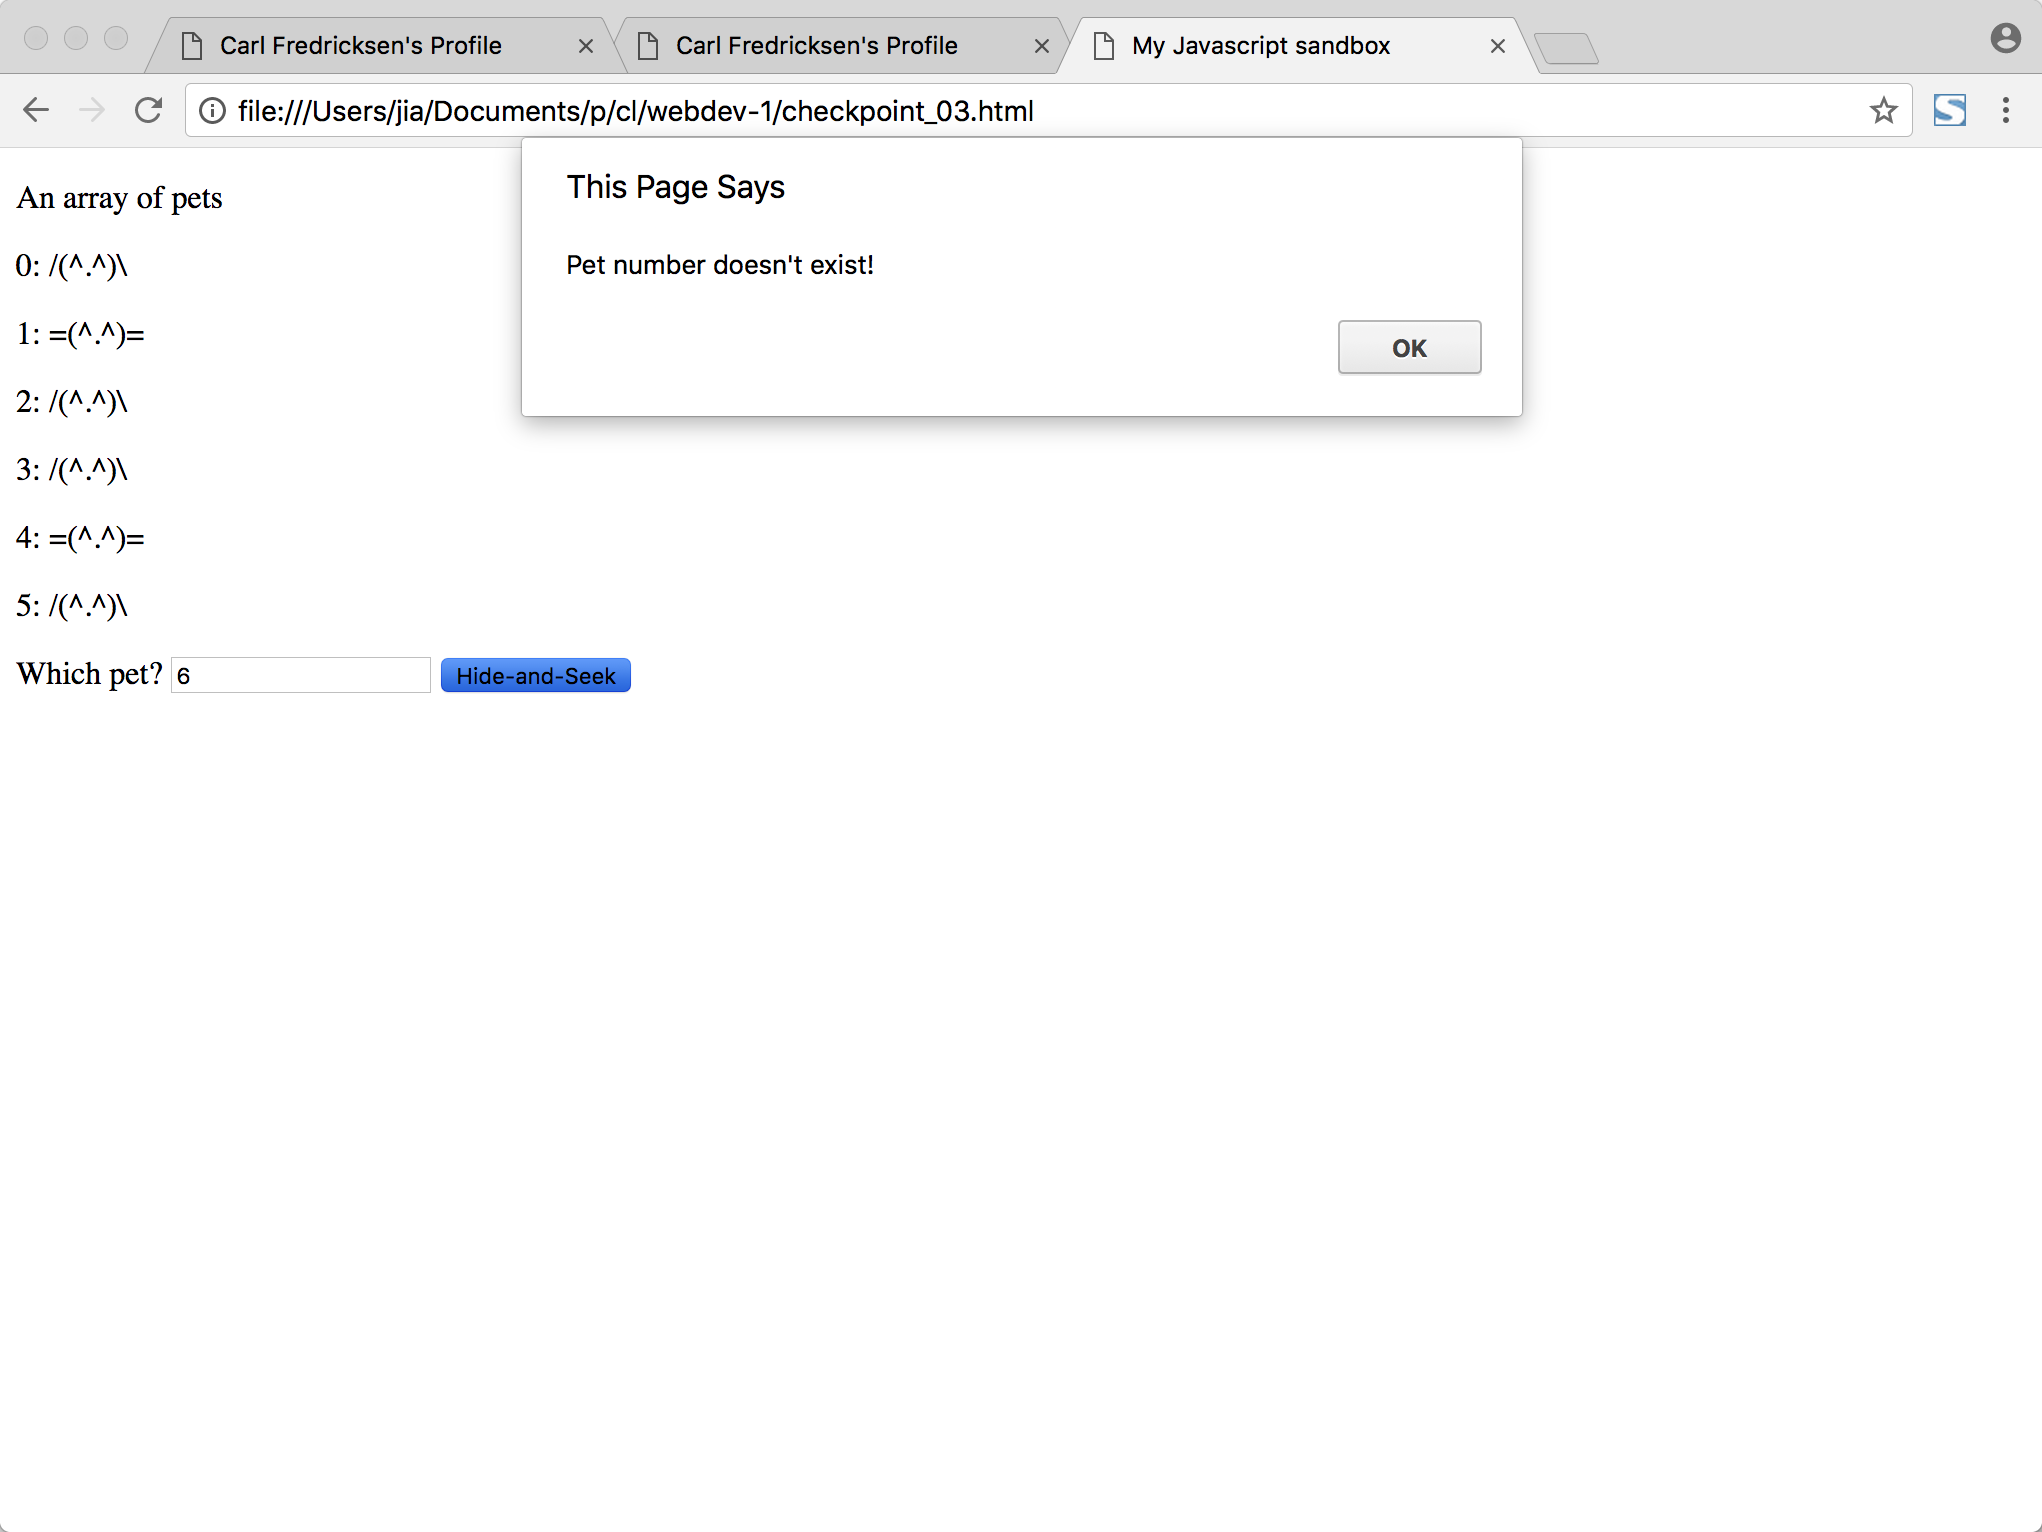 Carl Fredricksen's Profile
Carl Fredricksen's Profile
My Javascript sandbox
file:///Users/jia/Documents/p/cl/webdev-1/checkpoint_03.html
This Page Says
Pet number doesn't exist!
OK
An array of pets
0: /(^.^)\
1: =(^.^)=
2: /(^.^)\
3: /(^.^)\
4: =(^.^)=
5: /(^.^)\
Which pet? 6 Hide-and-Seek